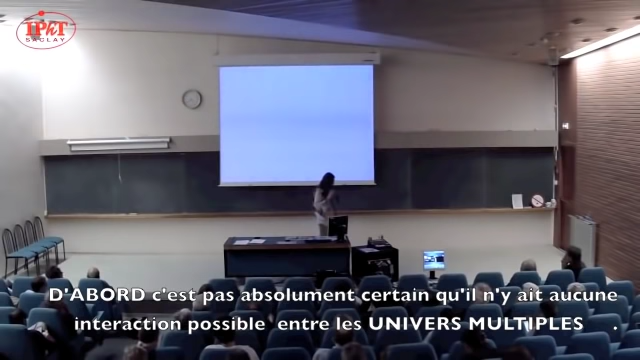 IPhT
SACLAY
D'ABORD c'est pas absolument certain qu'il n'y ait aucune
interaction possible entre les UNIVERS MULTIPLES .